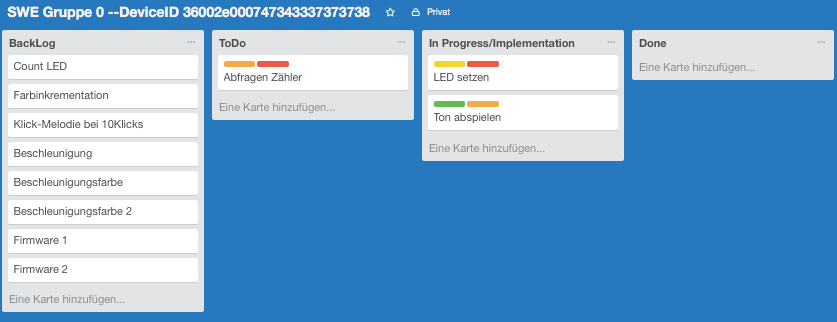 SWE Gruppe 0 --DeviceID 36002e000747343337373738 Privat
BackLog
Count LED
Farbinkrementation
Klick-Melodie bei 10Klicks
Beschleunigung
Beschleunigungsfarbe
Beschleunigungsfarbe 2
Firmware 1
Firmware 2
Eine Karte hinzufügen...
ToDo
Abfragen Zähler
Eine Karte hinzufügen...
In Progress/Implementation
LED setzen
Ton abspielen
Eine Karte hinzufügen...
Done
Eine Karte hinzufügen...